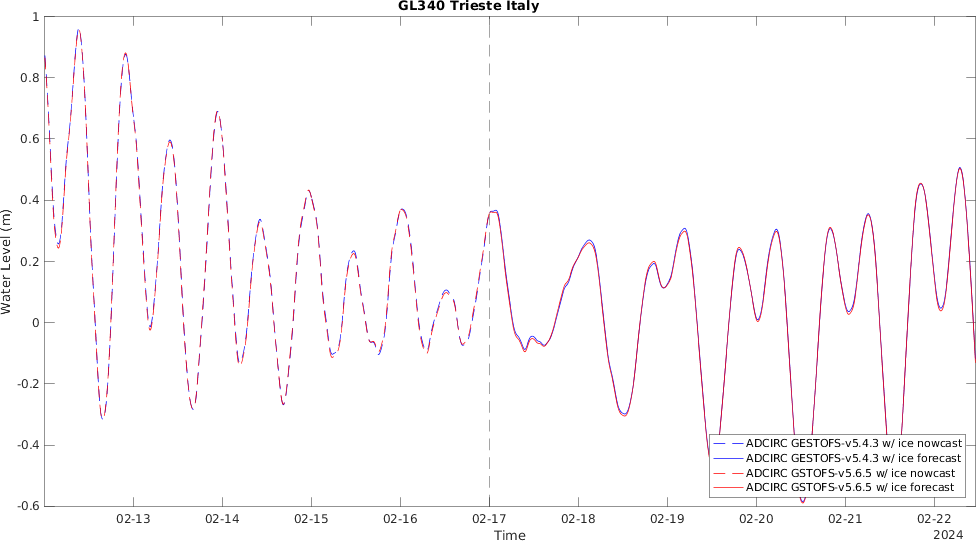 GL340 Trieste Italy
1
0.8
0.6
0.4
0.2
0
-0.2
-0.4
-0.6
Water Level (m)
ADCIRC GESTOFS-v5.4.3 w/ ice nowcast
ADCIRC GESTOFS-v5.4.3 w/ ice forecast
ADCIRC GSTOFS-v5.6.5 w/ ice nowcast
ADCIRC GSTOFS-v5.6.5 w/ ice forecast
02-13 02-14 02-15 02-16 02-17 02-18 02-19 02-20 02-21 02-22
Time
2024